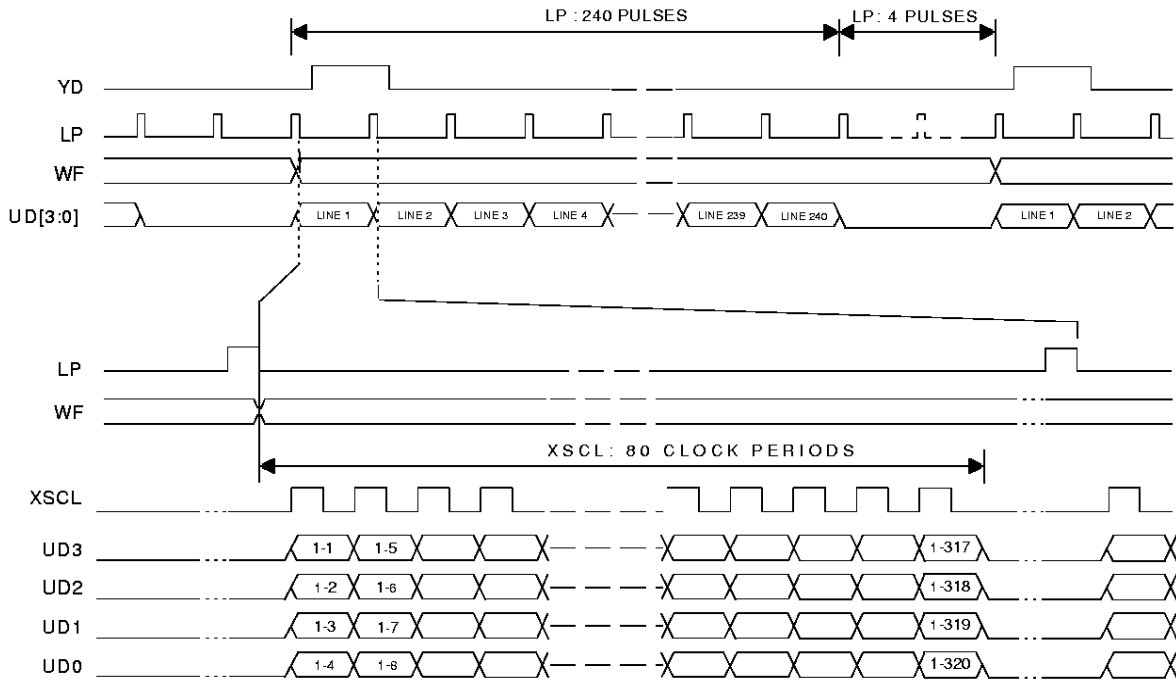 LP : 240 PULSES
LP: 4 PULSES
YD
LP
WF
UD[3:0]
LINE 1
LINE 2
LINE 3
LINE 4
LINE 239
LINE 240
LINE 1
LINE 2
LP
WF
XSCL: 80 CLOCK PERIODS
XSCL
UD3
1-1
1-5
1-317
UD2
1-2
1-6
1-318
UD1
1-3
1-7
1-319
UD0
1-4
1-8
1-320